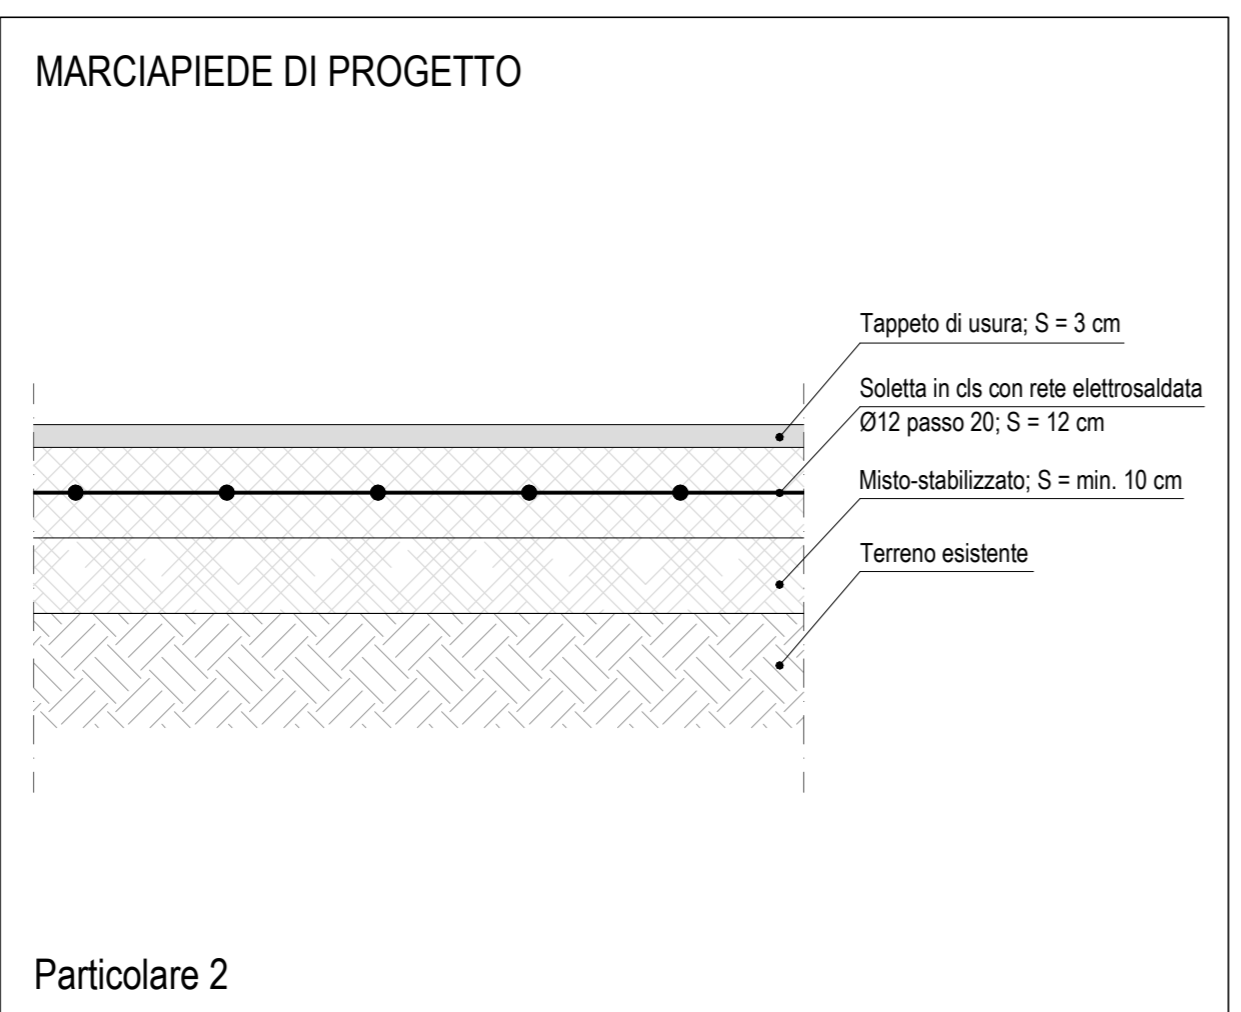 MARCIAPIEDE DI PROGETTO
Tappeto di usura; S = 3 cm
Soletta in cls con rete elettrosaldata
Ø12 passo 20; S = 12 cm
Misto-stabilizzato; S = min. 10 cm
Terreno esistente
Particolare 2